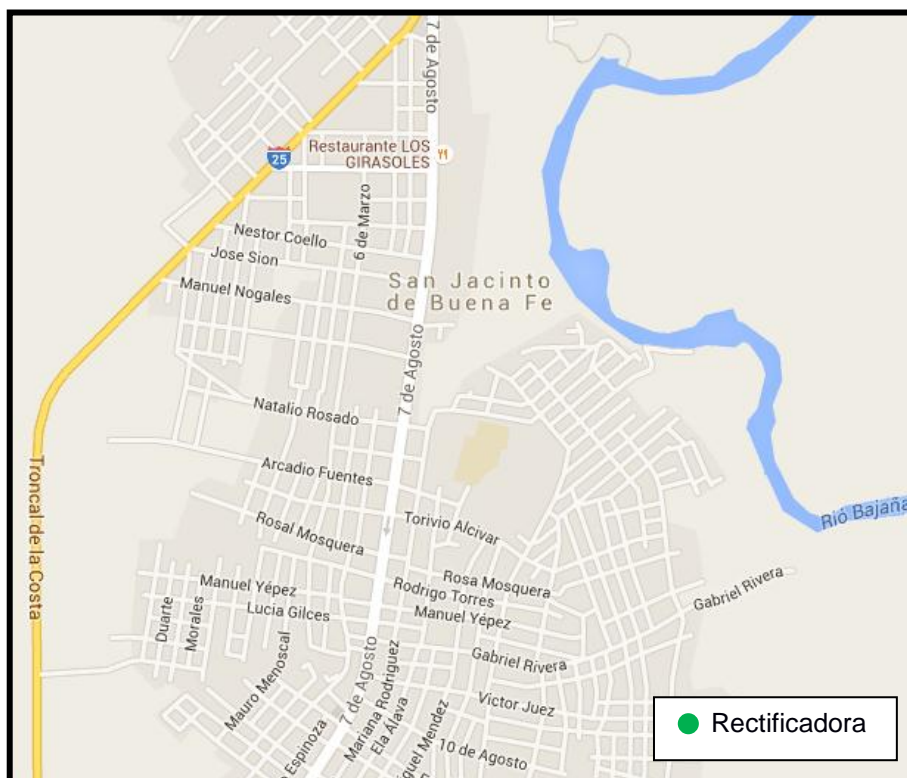 7 de Agosto
25
Restaurante LOS
GIRASOLES
6 de Marzo
Nestor Coello
Jose Sion
Manuel Nogales
San Jacinto
de Buena Fe
7 de Agosto
Natalio Rosado
Arcadio Fuentes
Troncal de la Costa
Torivio Alcivar
Rió Bajaña
Rosal Mosquera
Rosa Mosquera
Manuel Yépez
Rodrigo Torres
Gabriel Rivera
Duarte
Morales
Lucia Gilces
Manuel Yépez
Mauro Menoscal
7 de Agosto
Mariana Rodriguez
Ela Álava
Gabriel Rivera
Victor Juez
Espinoza
Mendez
10 de Agosto
Rectificadora